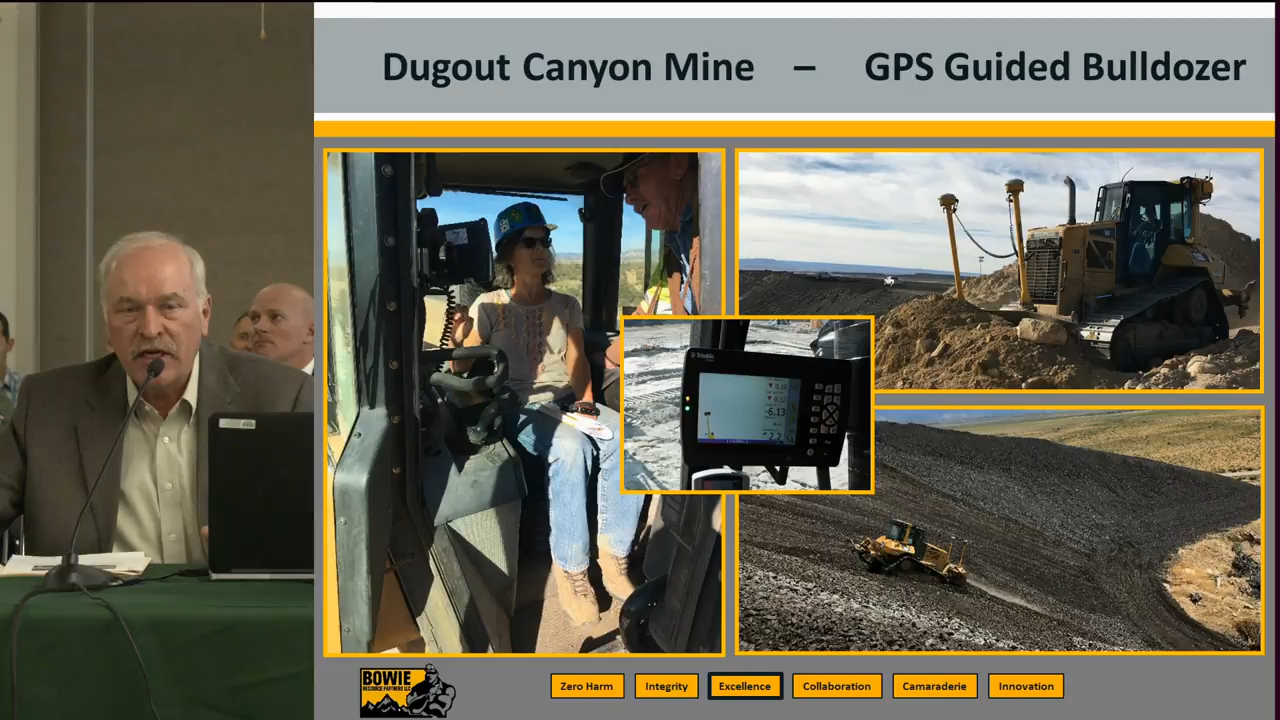 Dugout Canyon Mine – GPS Guided Bulldozer
Trimble
-6.13
2.2
BOWIE
RESOURCE PARTNERS LLC
Zero Harm
Integrity
Excellence
Collaboration
Camaraderie
Innovation